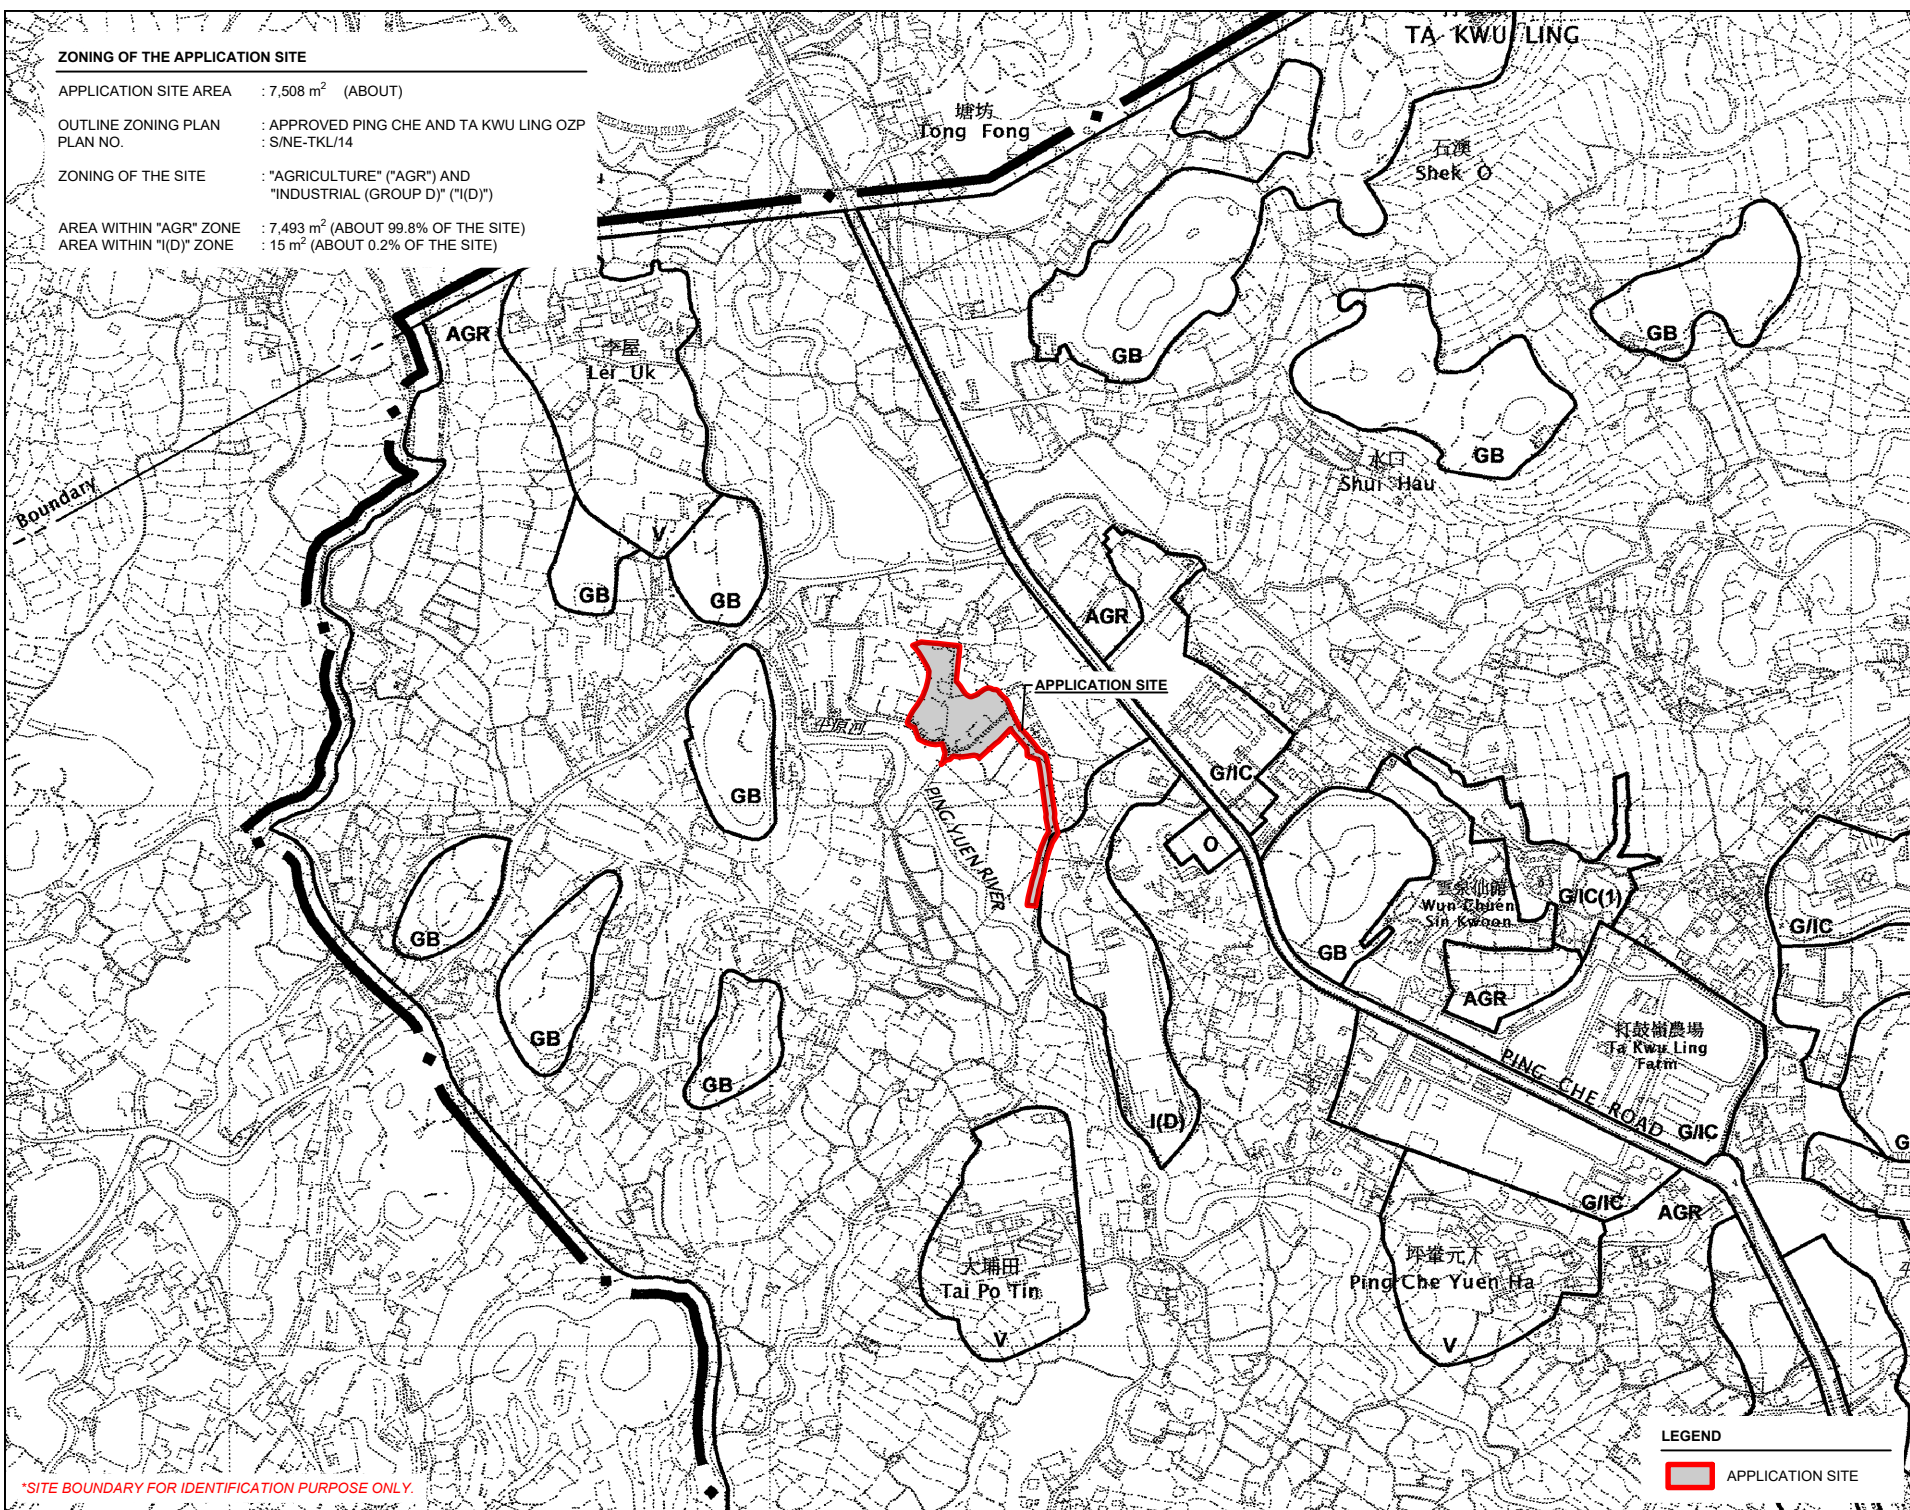 ZONING OF THE APPLICATION SITE
APPLICATION SITE AREA : 7,508 m² (ABOUT)
OUTLINE ZONING PLAN : APPROVED PING CHE AND TA KWU LING OZP
PLAN NO. : S/NE-TKL/14
ZONING OF THE SITE : "AGRICULTURE" ("AGR") AND
"INDUSTRIAL (GROUP D)" ("I(D)")
AREA WITHIN "AGR" ZONE : 7,493 m² (ABOUT 99.8% OF THE SITE)
AREA WITHIN "I(D)" ZONE : 15 m² (ABOUT 0.2% OF THE SITE)
TA KWU LING
塘坊
Tong Fong
石澳
Shek O
AGR
李屋
Lei Uk
GB
GB
GB
水口
Shui Hau
Boundary
V
GB
GB
AGR
APPLICATION SITE
平原河
PING YUEN RIVER
GB
G/IC
O
GB
雲泉仙館
Wun Chuen
Sin Kwoon
G/IC(1)
G/IC
GB
AGR
GB
GB
打鼓嶺農場
Ta Kwu Ling
Farm
PING CHE ROAD
G/IC
I(D)
G/IC
AGR
大埔田
Tai Po Tin
V
坪輋元下
Ping Che Yuen Ha
V
LEGEND
APPLICATION SITE
*SITE BOUNDARY FOR IDENTIFICATION PURPOSE ONLY.